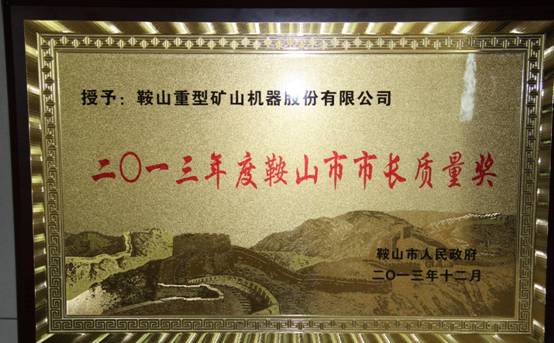 授予：鞍山重型矿山机器股份有限公司
二〇一三年度鞍山市市长质量奖
鞍山市人民政府
二〇一三年十二月